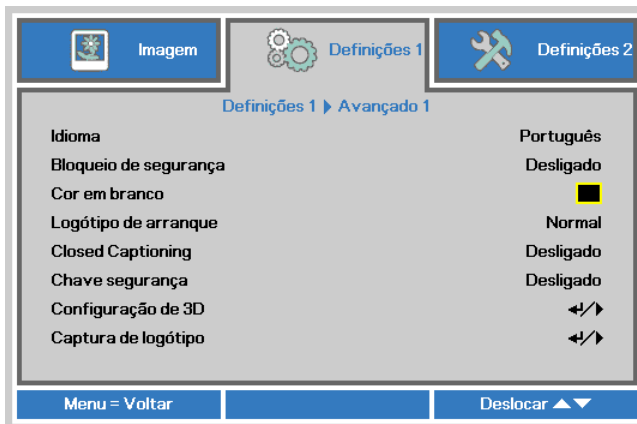 Imagem
Definições 1
Definições 2
Definições 1 ▶ Avançado 1
Idioma Português
Bloqueio de segurança Desligado
Cor em branco
Logótipo de arranque Normal
Closed Captioning Desligado
Chave segurança Desligado
Configuração de 3D ↵/▶
Captura de logótipo ↵/▶
Menu = Voltar
Deslocar ▲▼